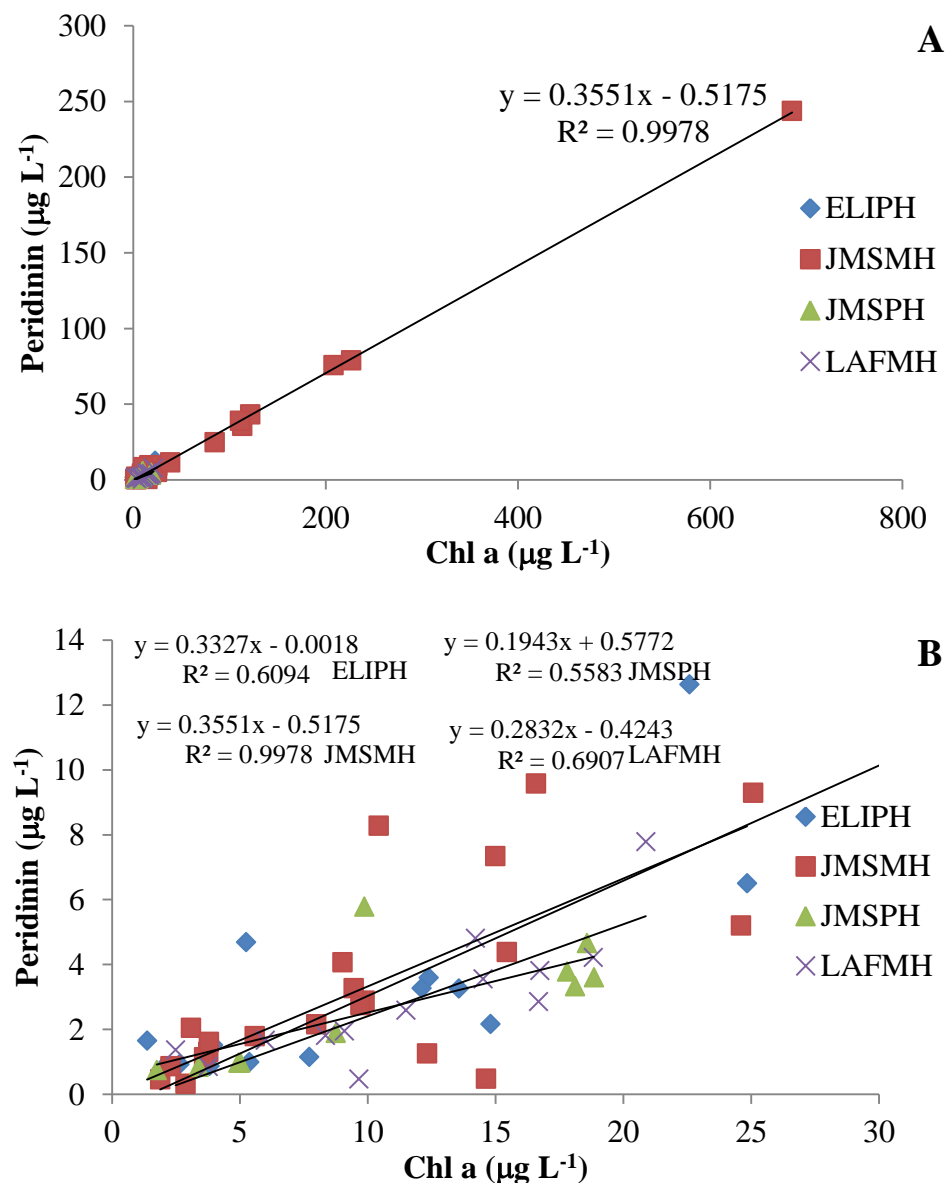 A
300
250
200
150
100
50
0
Peridinin (µg L⁻¹)
y = 0.3551x - 0.5175
R² = 0.9978
ELIPH
JMSMH
JMSPH
LAFMH
0 200 400 600 800
Chl a (µg L⁻¹)
B
14
12
10
8
6
4
2
0
Peridinin (µg L⁻¹)
y = 0.3327x - 0.0018
R² = 0.6094 ELIPH
y = 0.1943x + 0.5772
R² = 0.5583 JMSPH
y = 0.3551x - 0.5175
R² = 0.9978 JMSMH
y = 0.2832x - 0.4243
R² = 0.6907 LAFMH
ELIPH
JMSMH
JMSPH
LAFMH
0 5 10 15 20 25 30
Chl a (µg L⁻¹)